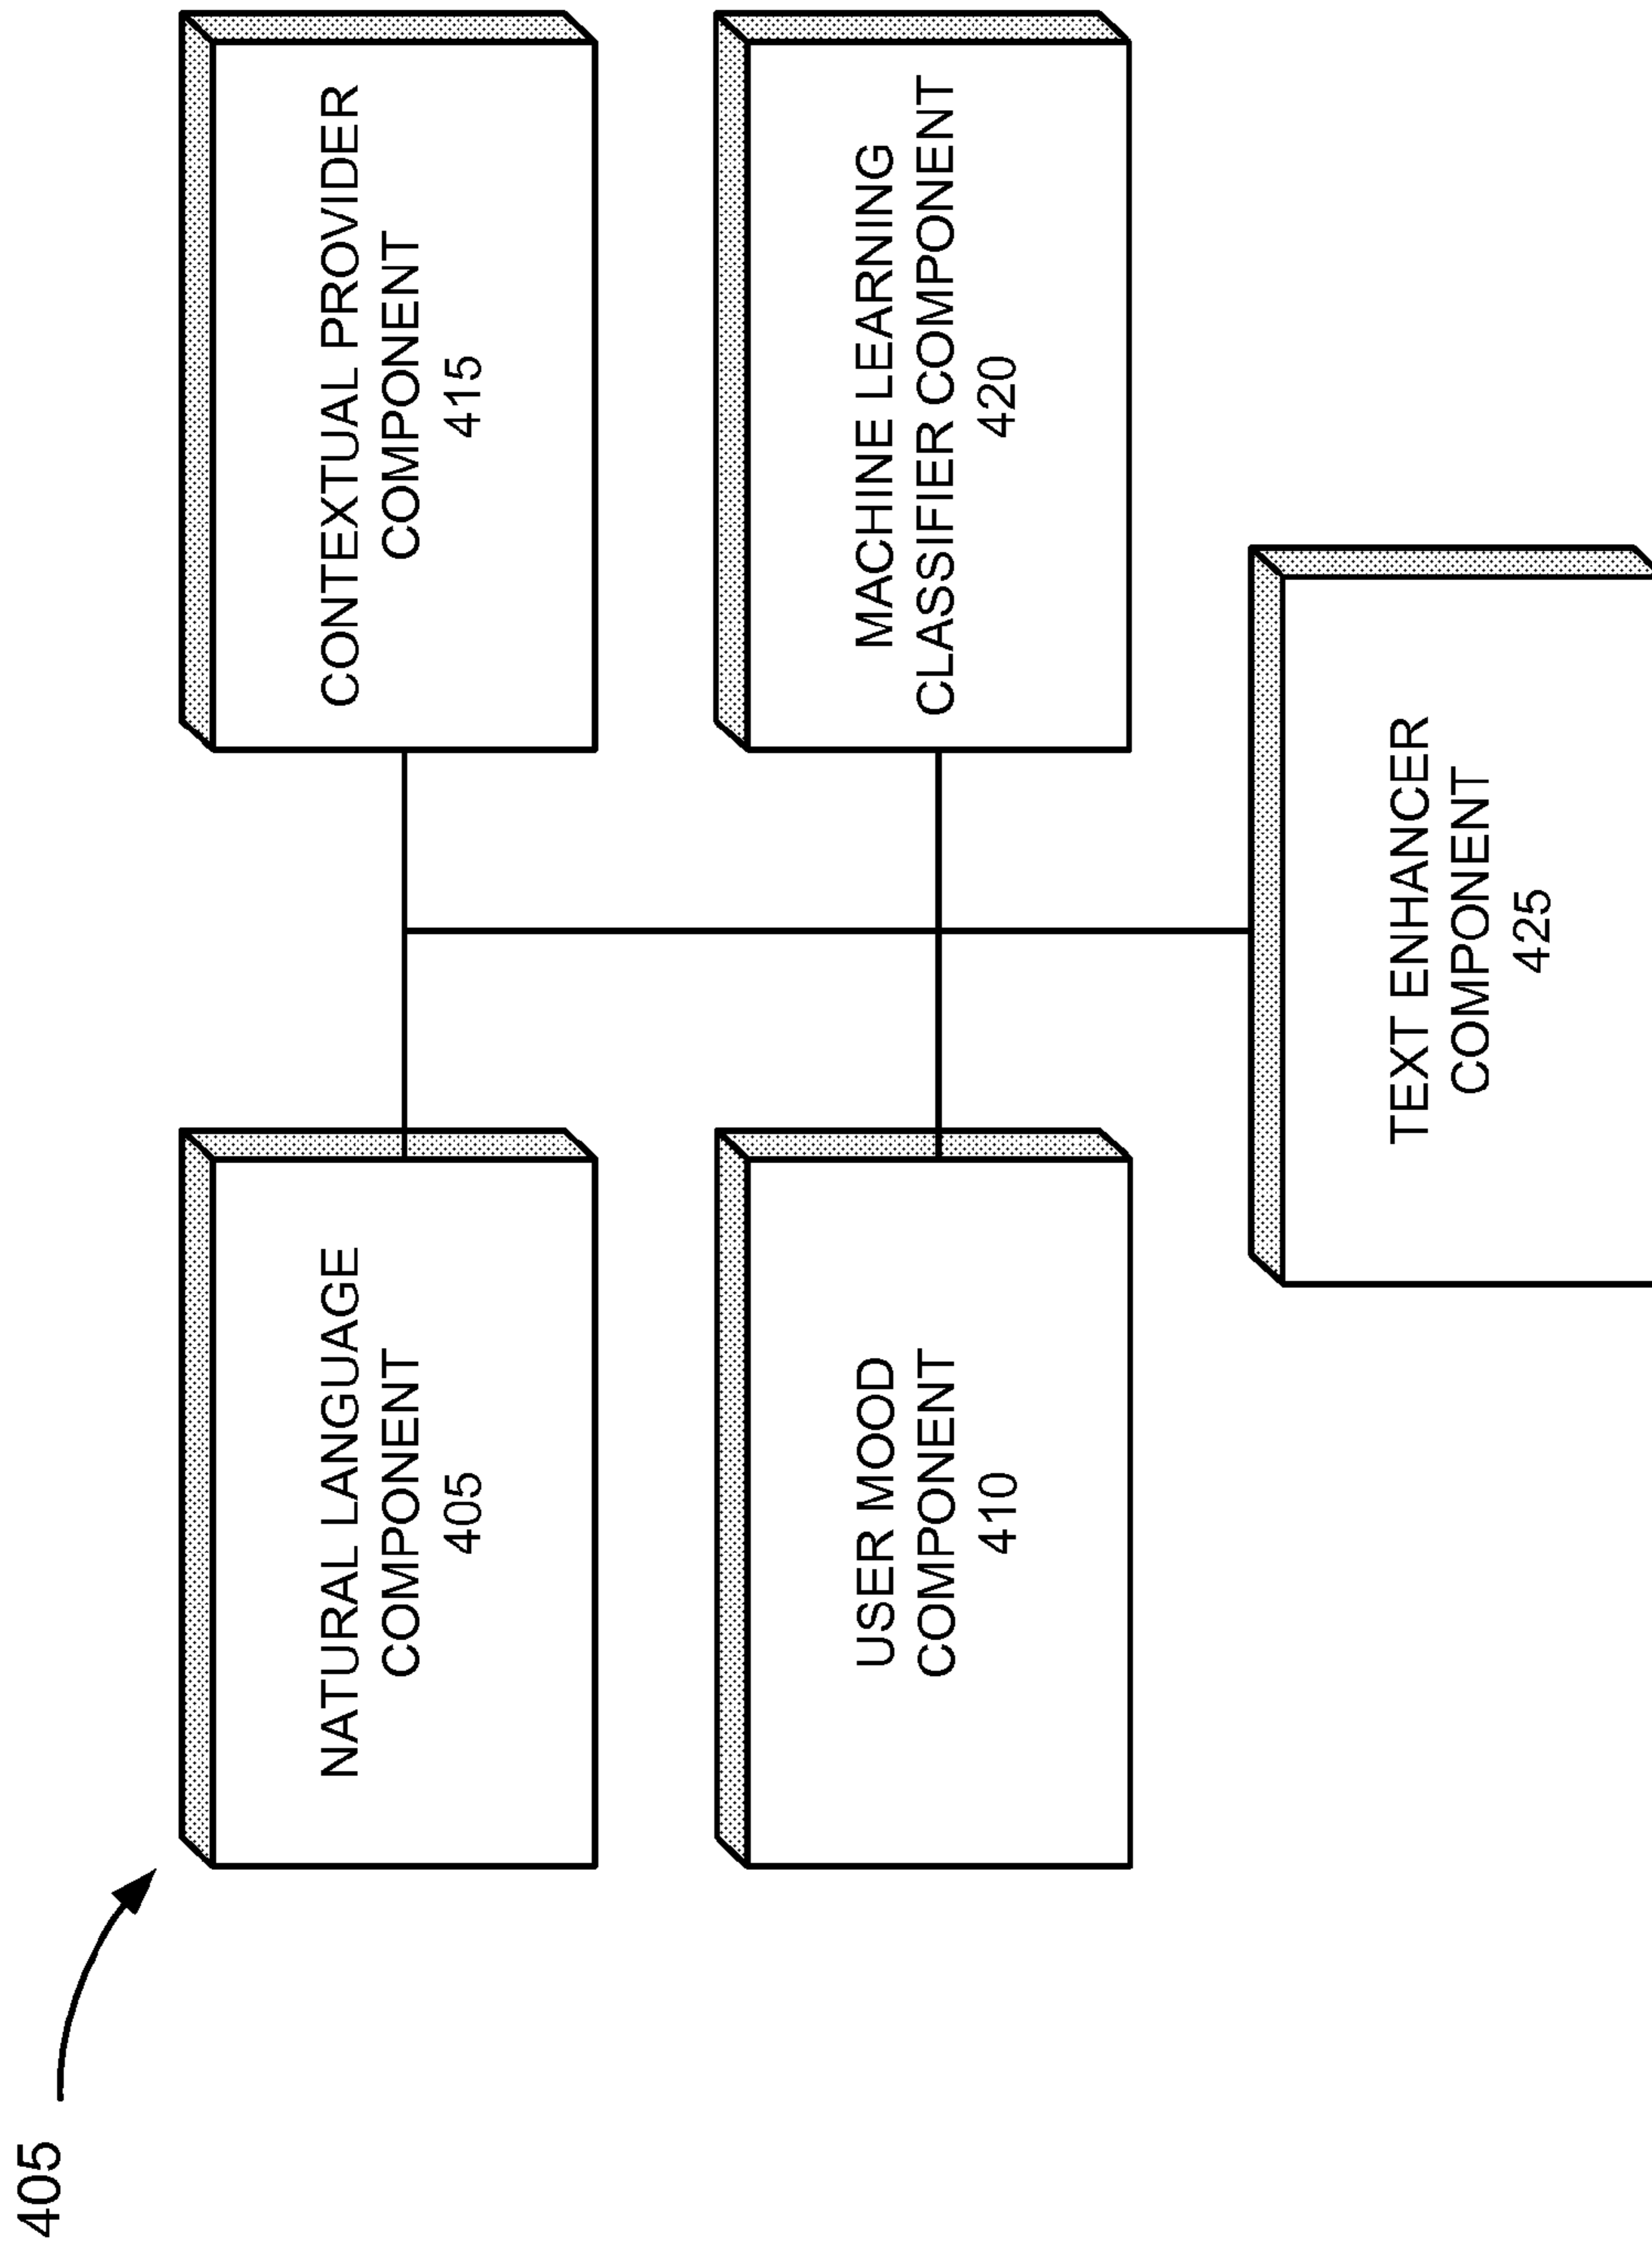 405
NATURAL LANGUAGE
COMPONENT
405
CONTEXTUAL PROVIDER
COMPONENT
415
USER MOOD
COMPONENT
410
MACHINE LEARNING
CLASSIFIER COMPONENT
420
TEXT ENHANCER
COMPONENT
425